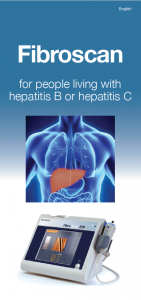 English
Fibroscan
for people living with
hepatitis B or hepatitis C